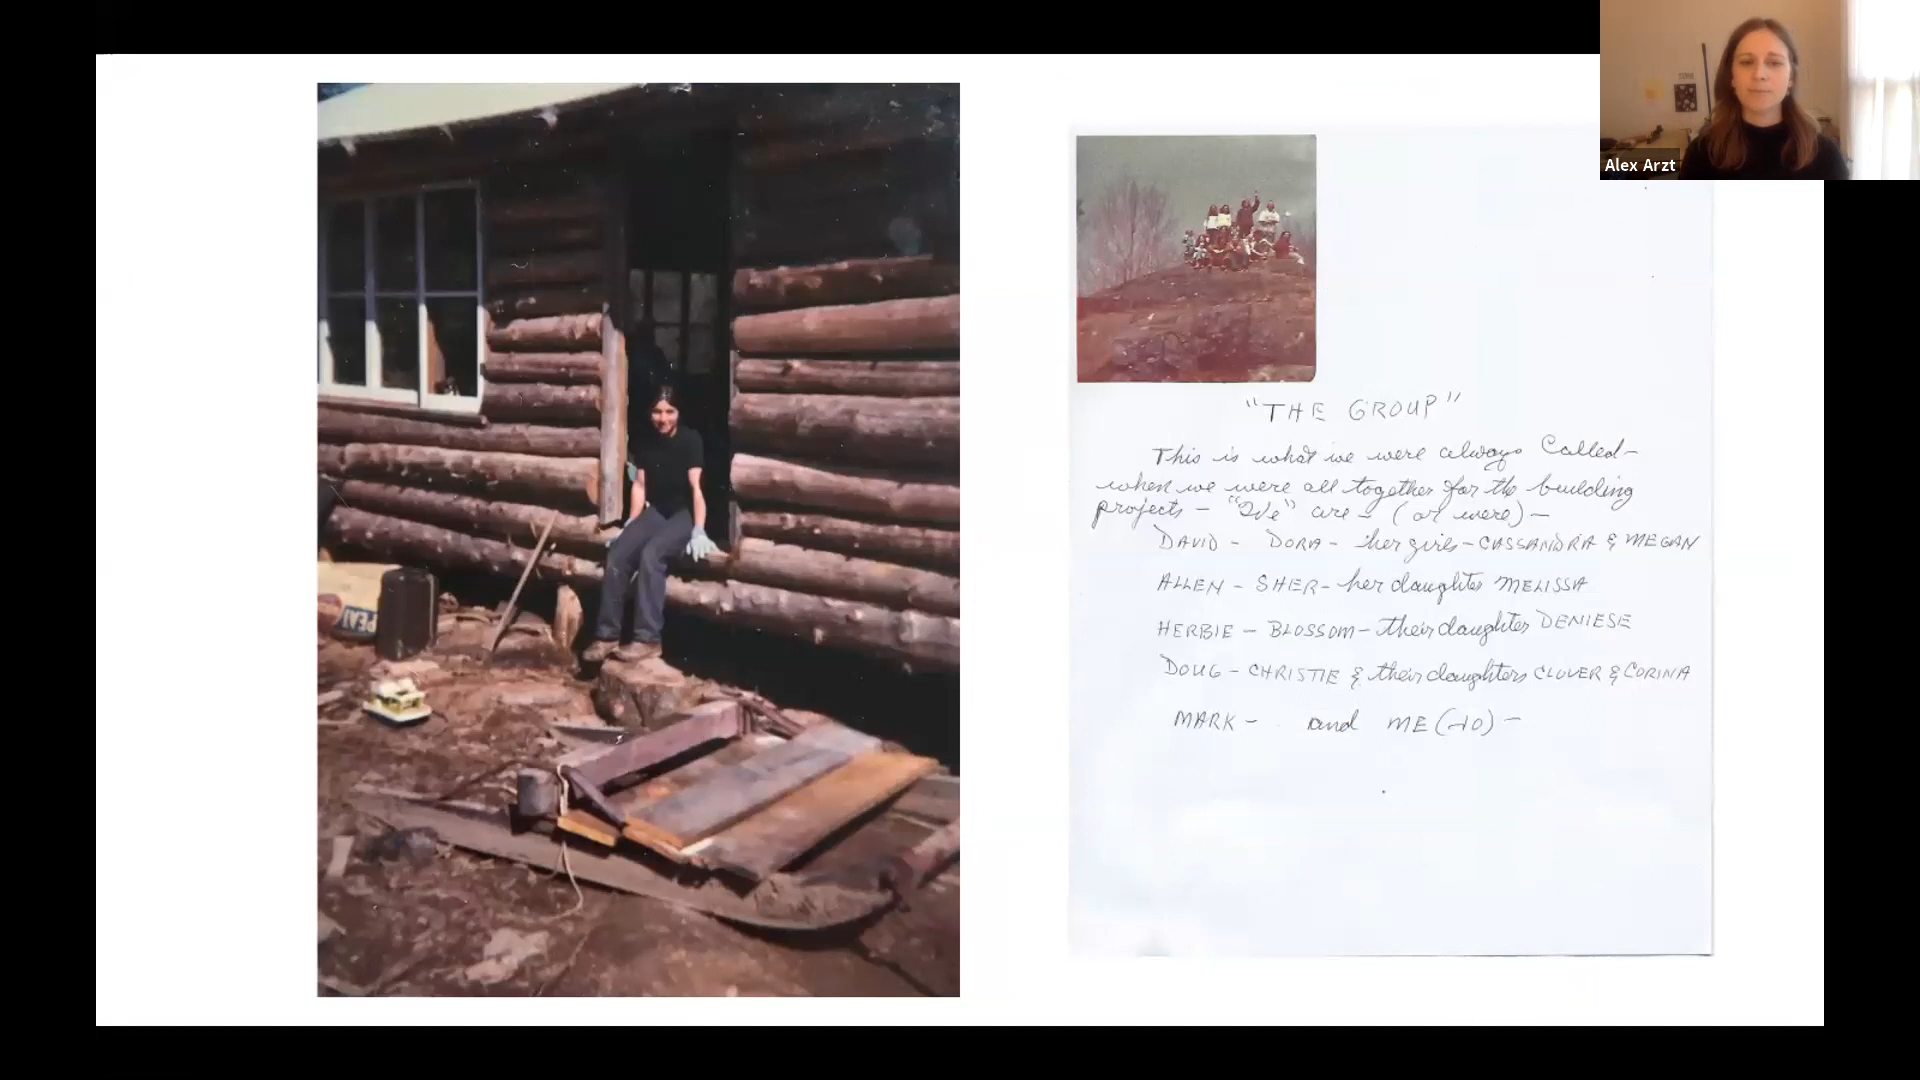 Alex Arzt
"THE GROUP"
This is what we were always Called–
when we were all together for the building
projects – "We" are – (or were) –
DAVID – DORA – her girls – CASSANDRA & MEGAN
ALLEN – SHER – her daughter MELISSA
HERBIE – BLOSSOM – their daughter DENIESE
DOUG – CHRISTIE & their daughters CLOVER & CORINA
MARK – and ME (JO) –
PEAT